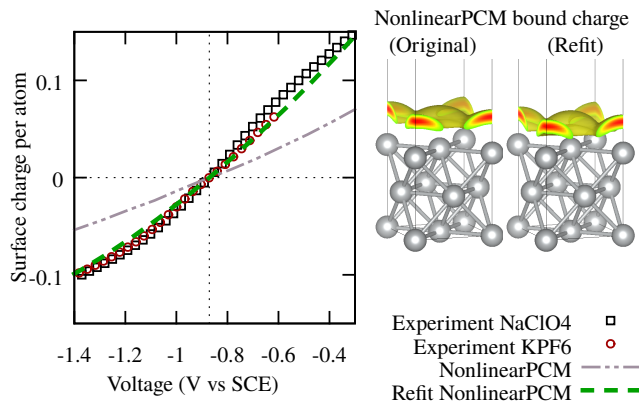 NonlinearPCM bound charge
(Original) (Refit)
Surface charge per atom
0.1
0
-0.1
-1.4 -1.2 -1 -0.8 -0.6 -0.4
Voltage (V vs SCE)
Experiment NaClO4
Experiment KPF6
NonlinearPCM
Refit NonlinearPCM